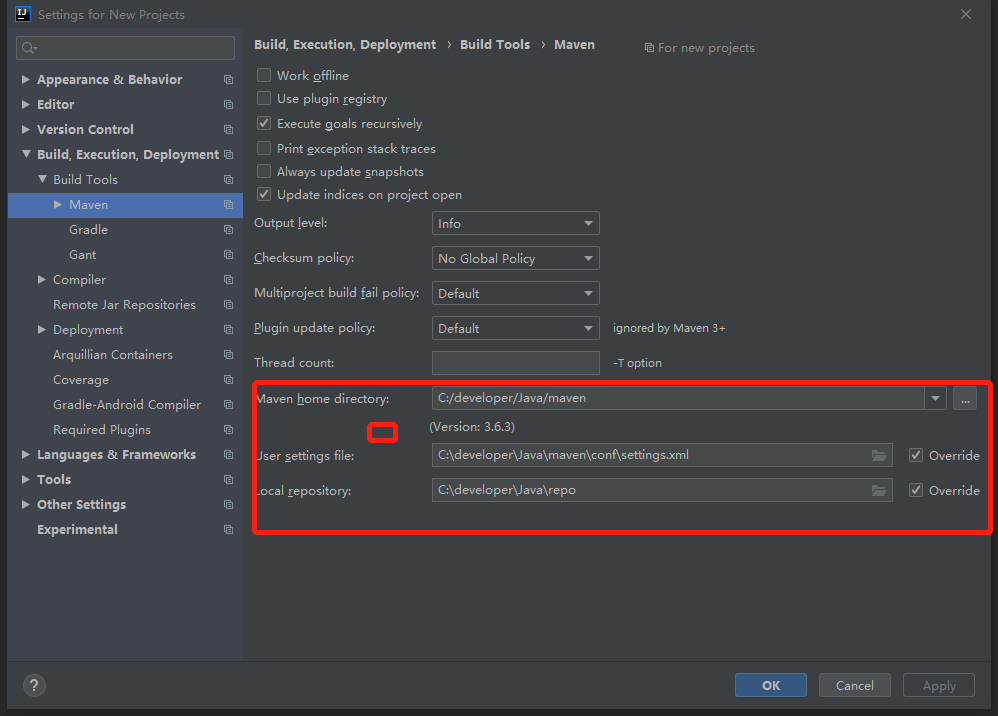 Settings for New Projects
Build, Execution, Deployment › Build Tools › Maven
For new projects
Appearance & Behavior
Editor
Version Control
Build, Execution, Deployment
Build Tools
Maven
Gradle
Gant
Compiler
Remote Jar Repositories
Deployment
Arquillian Containers
Coverage
Gradle-Android Compiler
Required Plugins
Languages & Frameworks
Tools
Other Settings
Experimental
Work offline
Use plugin registry
Execute goals recursively
Print exception stack traces
Always update snapshots
Update indices on project open
Output level: Info
Checksum policy: No Global Policy
Multiproject build fail policy: Default
Plugin update policy: Default ignored by Maven 3+
Thread count: -T option
Maven home directory: C:/developer/Java/maven ...
(Version: 3.6.3)
User settings file: C:\developer\Java\maven\conf\settings.xml Override
Local repository: C:\developer\Java\repo Override
? OK Cancel Apply